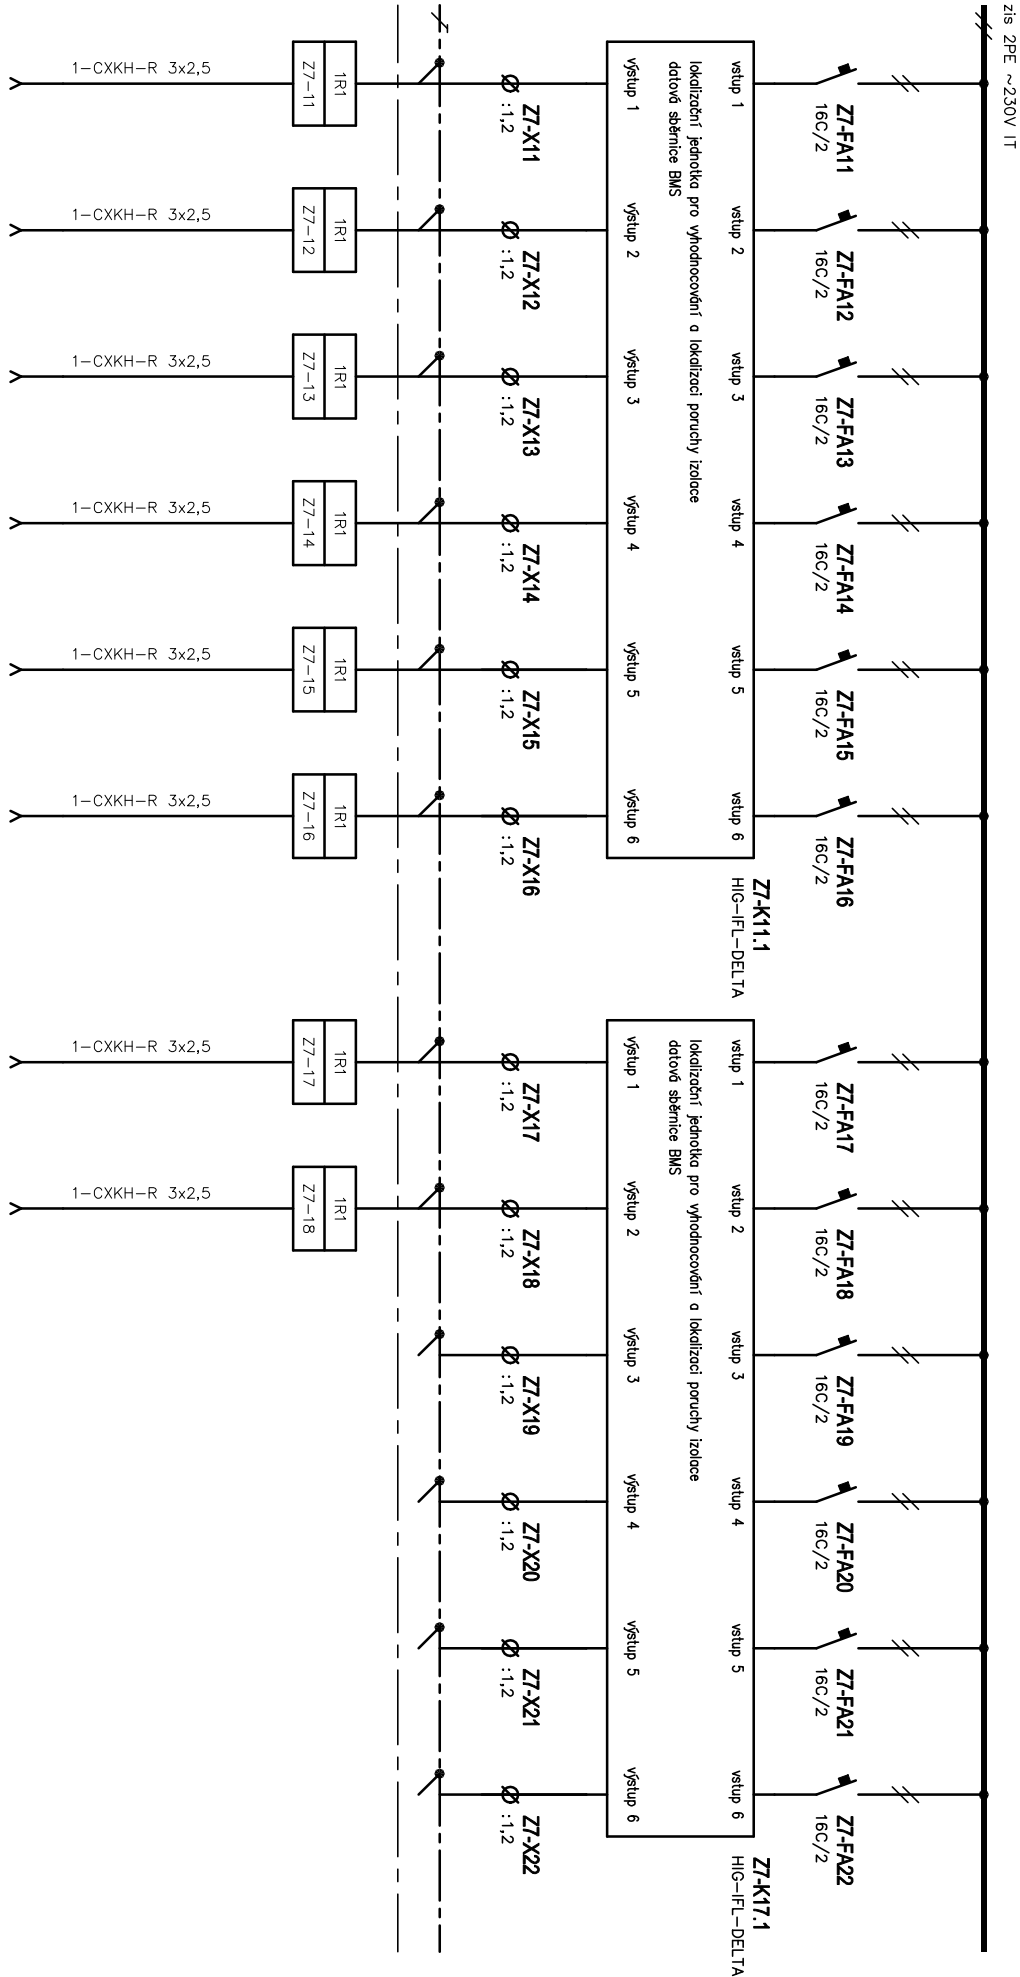 zis 2PE ~230V IT
Z7-FA11
16C/2
Z7-FA12
16C/2
Z7-FA13
16C/2
Z7-FA14
16C/2
Z7-FA15
16C/2
Z7-FA16
16C/2
Z7-FA17
16C/2
Z7-FA18
16C/2
Z7-FA19
16C/2
Z7-FA20
16C/2
Z7-FA21
16C/2
Z7-FA22
16C/2
Z7-K11.1
HIG-IFL-DELTA
vstup 1
vstup 2
vstup 3
vstup 4
vstup 5
vstup 6
lokalizační jednotka pro vyhodnocování a lokalizaci poruchy izolace
datová sběrnice BMS
výstup 1
výstup 2
výstup 3
výstup 4
výstup 5
výstup 6
Z7-K17.1
HIG-IFL-DELTA
vstup 1
vstup 2
vstup 3
vstup 4
vstup 5
vstup 6
lokalizační jednotka pro vyhodnocování a lokalizaci poruchy izolace
datová sběrnice BMS
výstup 1
výstup 2
výstup 3
výstup 4
výstup 5
výstup 6
Z7-X11
:1,2
Z7-X12
:1,2
Z7-X13
:1,2
Z7-X14
:1,2
Z7-X15
:1,2
Z7-X16
:1,2
Z7-X17
:1,2
Z7-X18
:1,2
Z7-X19
:1,2
Z7-X20
:1,2
Z7-X21
:1,2
Z7-X22
:1,2
1R1
Z7-11
1R1
Z7-12
1R1
Z7-13
1R1
Z7-14
1R1
Z7-15
1R1
Z7-16
1R1
Z7-17
1R1
Z7-18
1-CXKH-R 3x2,5
1-CXKH-R 3x2,5
1-CXKH-R 3x2,5
1-CXKH-R 3x2,5
1-CXKH-R 3x2,5
1-CXKH-R 3x2,5
1-CXKH-R 3x2,5
1-CXKH-R 3x2,5